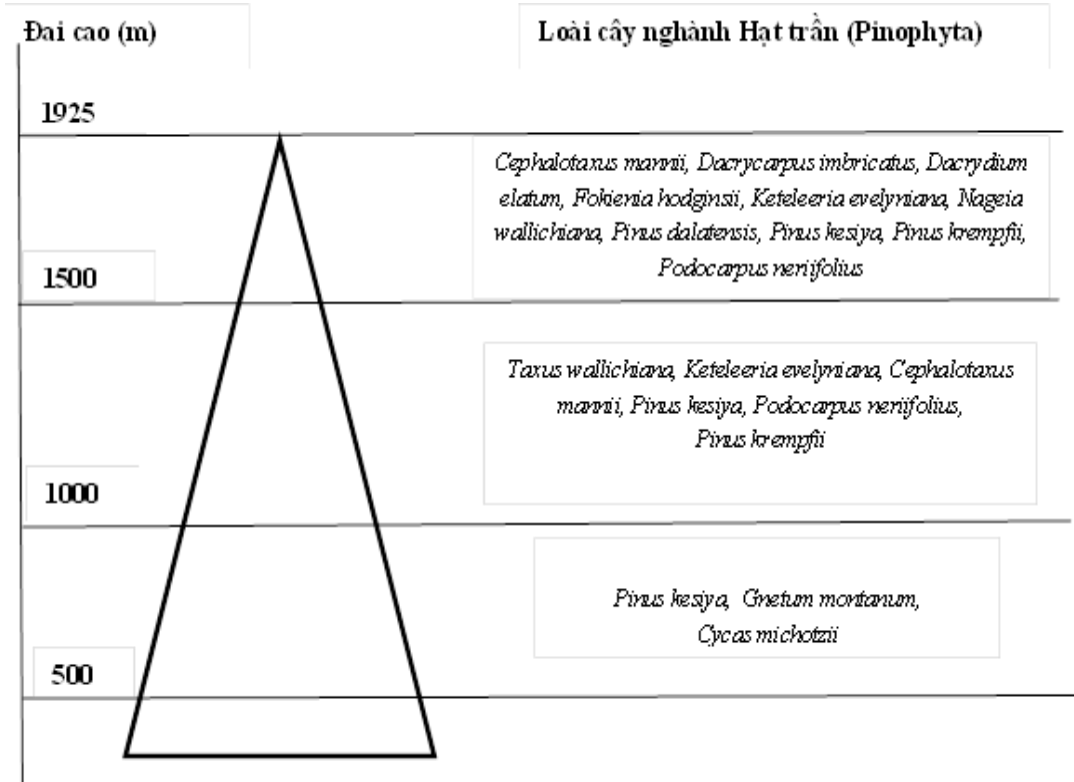 Đai cao (m)
Loài cây nghành Hạt trần (Pinophyta)
1925
Cephalotaxus mannii, Dacrycarpus imbricatus, Dacrydium
elatum, Fokienia hodginsii, Keteleeria evelyniana, Nageia
wallichiana, Pinus dalatensis, Pinus kesiya, Pinus krempfii,
Podocarpus neriifolius
1500
Taxus wallichiana, Keteleeria evelyniana, Cephalotaxus
mannii, Pinus kesiya, Podocarpus neriifolius,
Pinus krempfii
1000
Pinus kesiya, Gnetum montanum,
Cycas michotzii
500